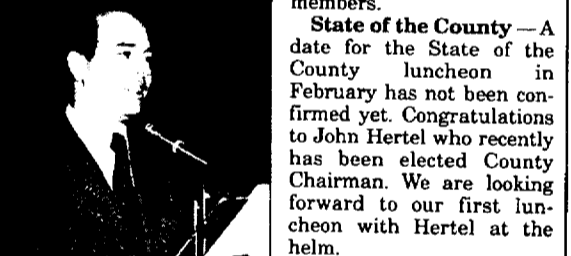 members.
State of the County — A
date for the State of the
County luncheon in
February has not been con-
firmed yet. Congratulations
to John Hertel who recently
has been elected County
Chairman. We are looking
forward to our first lun-
cheon with Hertel at the
helm.